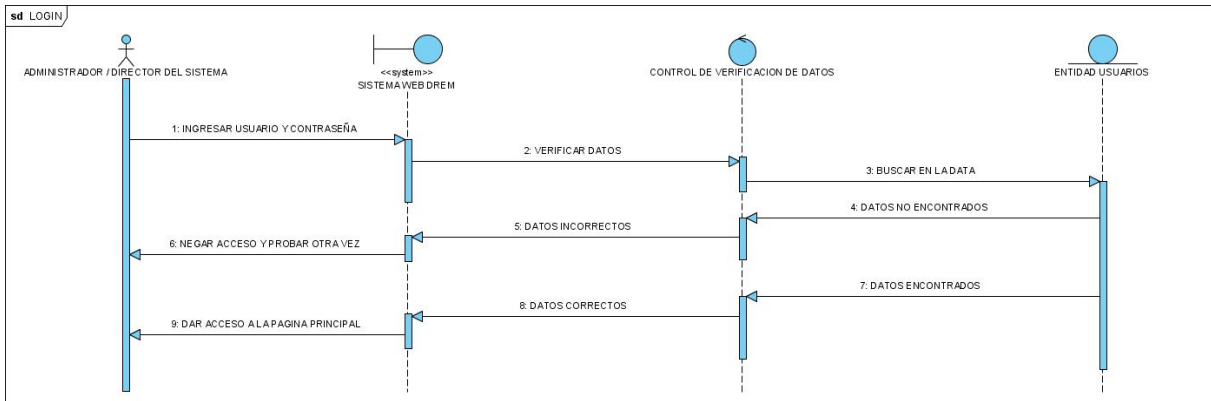 sd LOGIN
ADMINISTRADOR / DIRECTOR DEL SISTEMA
<<system>>
SISTEMA WEB DREM
CONTROL DE VERIFICACION DE DATOS
ENTIDAD USUARIOS
1: INGRESAR USUARIO Y CONTRASEÑA
2: VERIFICAR DATOS
3: BUSCAR EN LA DATA
4: DATOS NO ENCONTRADOS
5: DATOS INCORRECTOS
6: NEGAR ACCESO Y PROBAR OTRA VEZ
7: DATOS ENCONTRADOS
8: DATOS CORRECTOS
9: DAR ACCESO A LA PAGINA PRINCIPAL